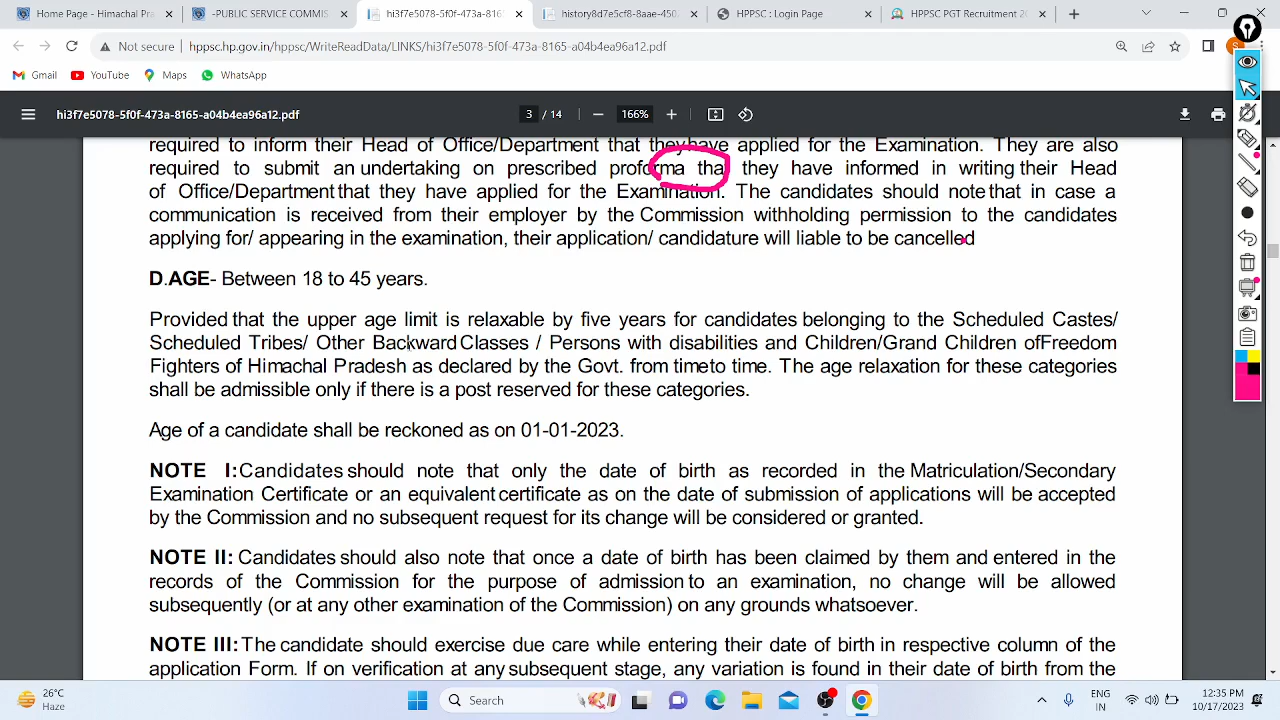 Home Page - Himachal Pr
-PUBLIC SERVICE COMMIS
hi3f7e5078-5f0f-473a-8165
history8d7e5cf8-8aae-450
HPPSC : Login Page
HPPSC PGT Recruitment 20
Not secure
hppsc.hp.gov.in/hppsc/WriteReadData/LINKS/hi3f7e5078-5f0f-473a-8165-a04b4ea96a12.pdf
S
Gmail
YouTube
Maps
WhatsApp
hi3f7e5078-5f0f-473a-8165-a04b4ea96a12.pdf
3 / 14
166%
required to inform their Head of Office/Department that they have applied for the Examination. They are also
required to submit an undertaking on prescribed proforma that they have informed in writing their Head
of Office/Department that they have applied for the Examination. The candidates should note that in case a
communication is received from their employer by the Commission withholding permission to the candidates
applying for/ appearing in the examination, their application/ candidature will liable to be cancelled
D.AGE- Between 18 to 45 years.
Provided that the upper age limit is relaxable by five years for candidates belonging to the Scheduled Castes/
Scheduled Tribes/ Other Backward Classes / Persons with disabilities and Children/Grand Children ofFreedom
Fighters of Himachal Pradesh as declared by the Govt. from timeto time. The age relaxation for these categories
shall be admissible only if there is a post reserved for these categories.
Age of a candidate shall be reckoned as on 01-01-2023.
NOTE I: Candidates should note that only the date of birth as recorded in the Matriculation/Secondary
Examination Certificate or an equivalent certificate as on the date of submission of applications will be accepted
by the Commission and no subsequent request for its change will be considered or granted.
NOTE II: Candidates should also note that once a date of birth has been claimed by them and entered in the
records of the Commission for the purpose of admission to an examination, no change will be allowed
subsequently (or at any other examination of the Commission) on any grounds whatsoever.
NOTE III: The candidate should exercise due care while entering their date of birth in respective column of the
application Form. If on verification at any subsequent stage, any variation is found in their date of birth from the
26°C
Haze
Search
ENG
IN
12:35 PM
10/17/2023